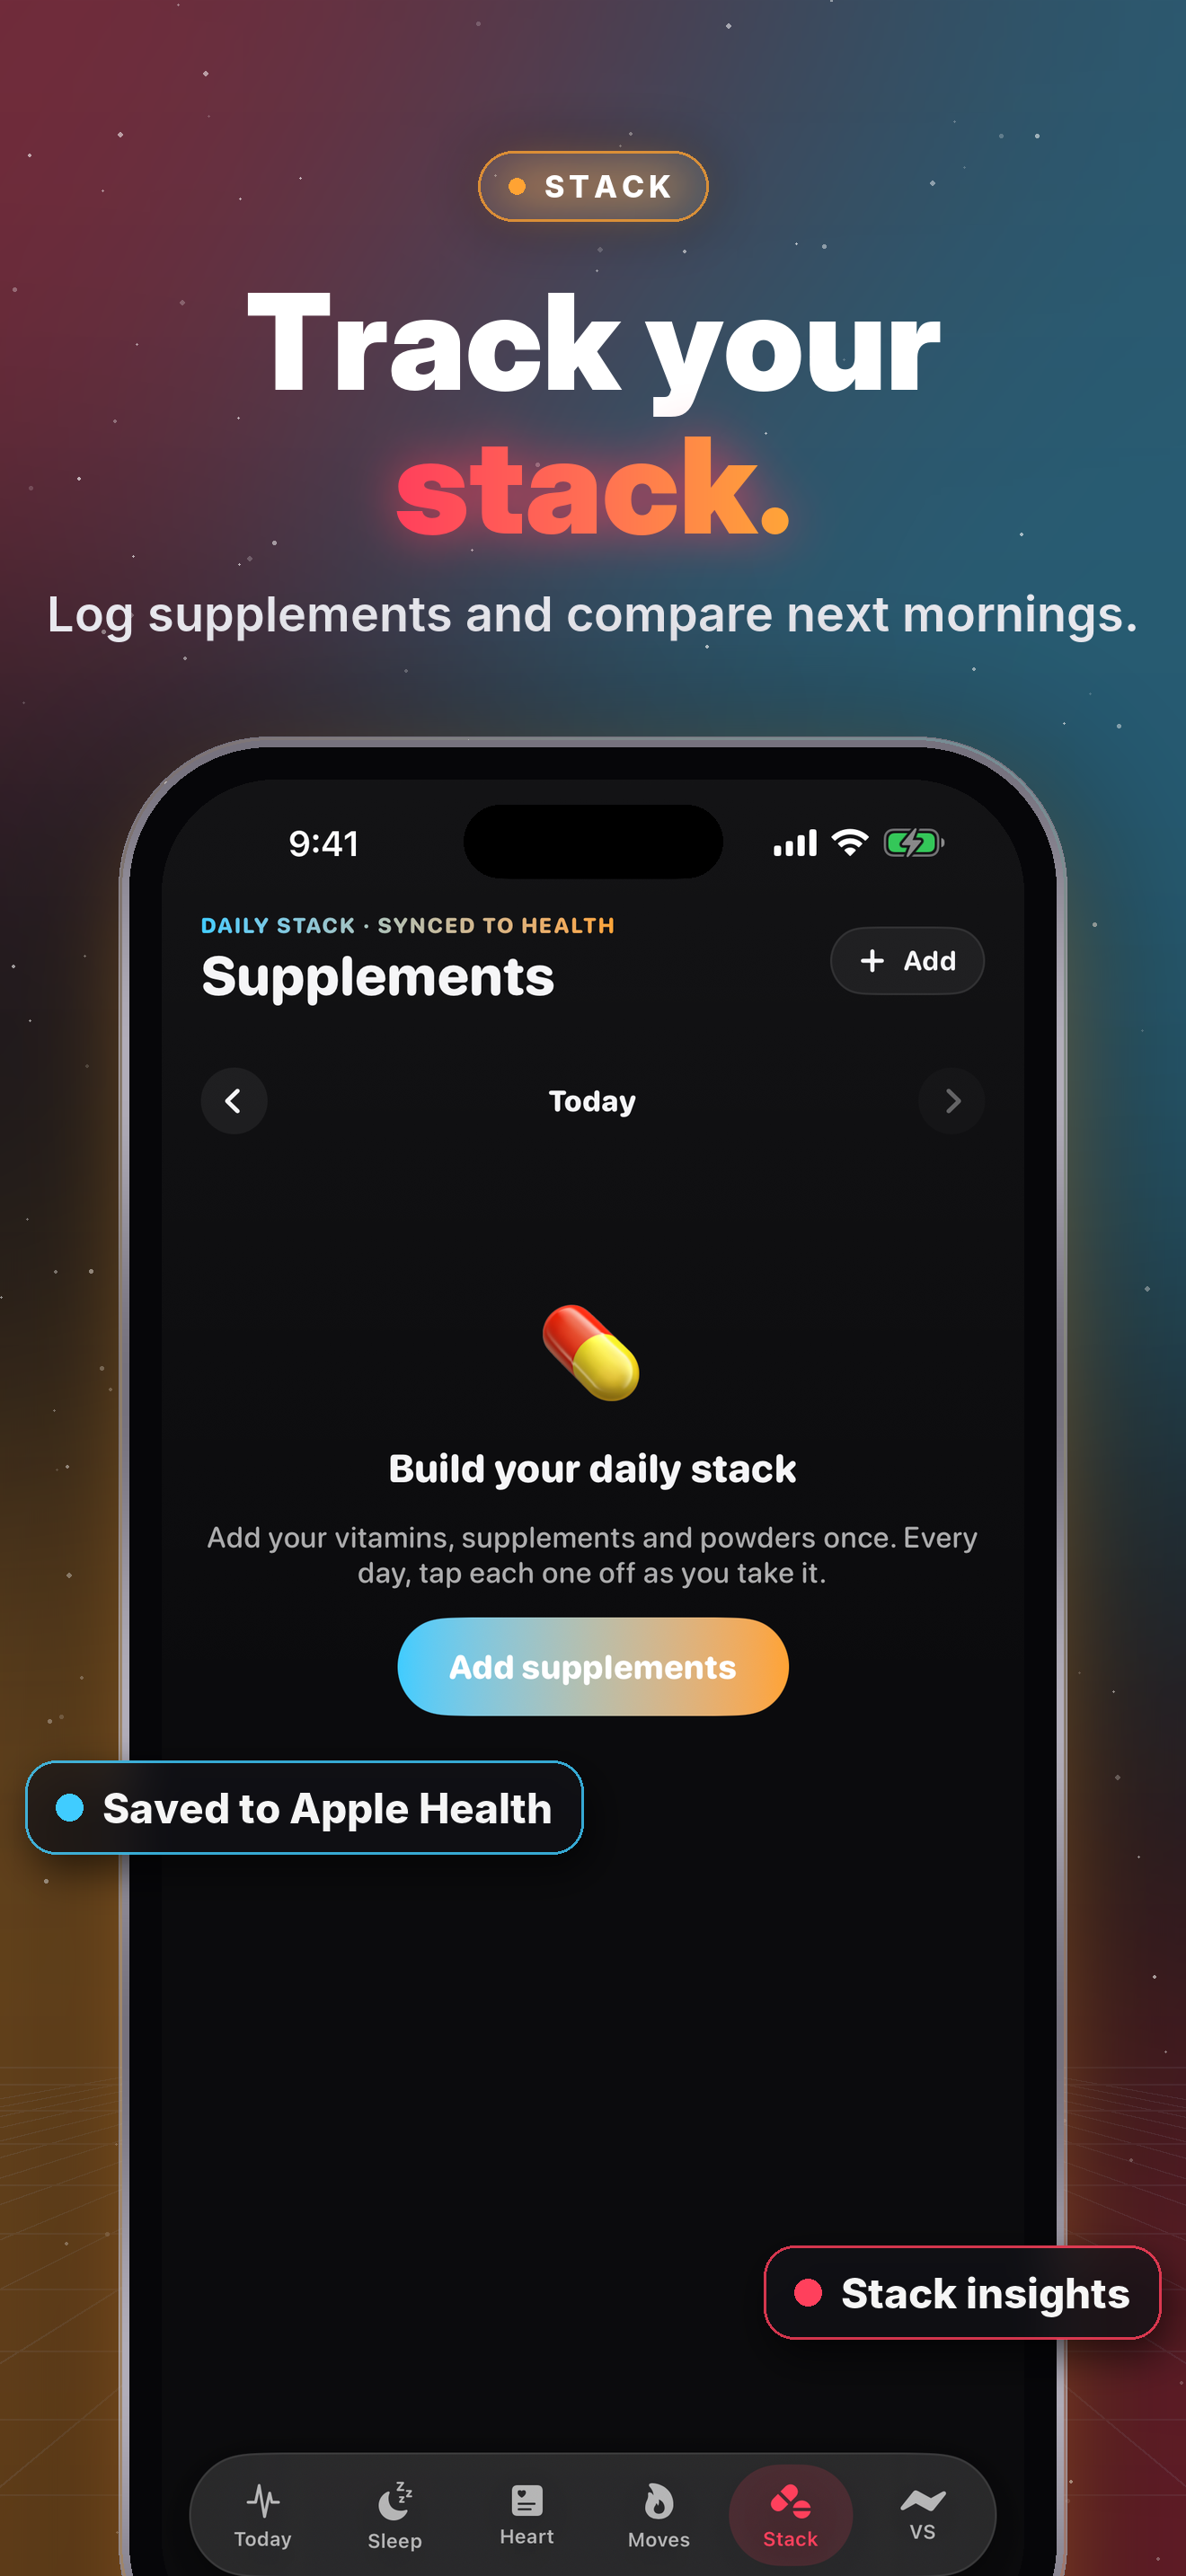 STACK
Track your
stack.
Log supplements and compare next mornings.
9:41
DAILY STACK · SYNCED TO HEALTH
Supplements
+ Add
Today
Build your daily stack
Add your vitamins, supplements and powders once. Every
day, tap each one off as you take it.
Add supplements
Saved to Apple Health
Stack insights
Today
Sleep
Heart
Moves
Stack
VS